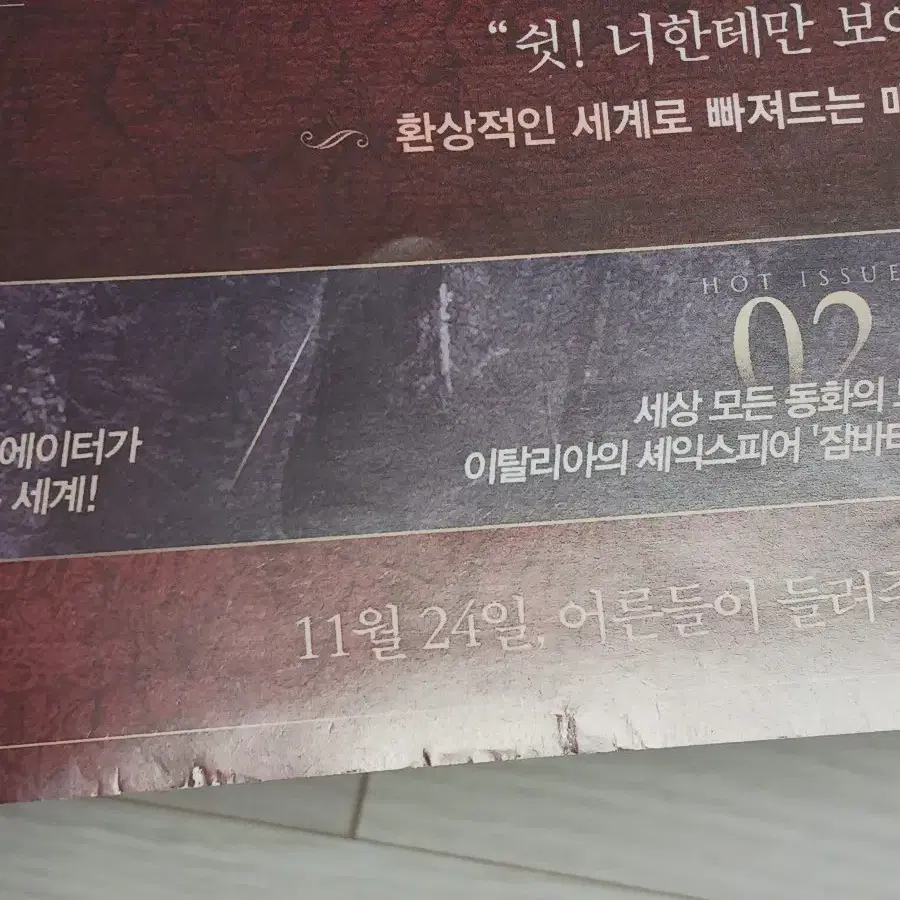 “쉿! 너한테만 보여
환상적인 세계로 빠져드는
HOT ISSUE
02
세상 모든 동화의
이탈리아의 셰익스피어 '잠바티
에이터가
세계!
11월 24일, 어른들이 들려주